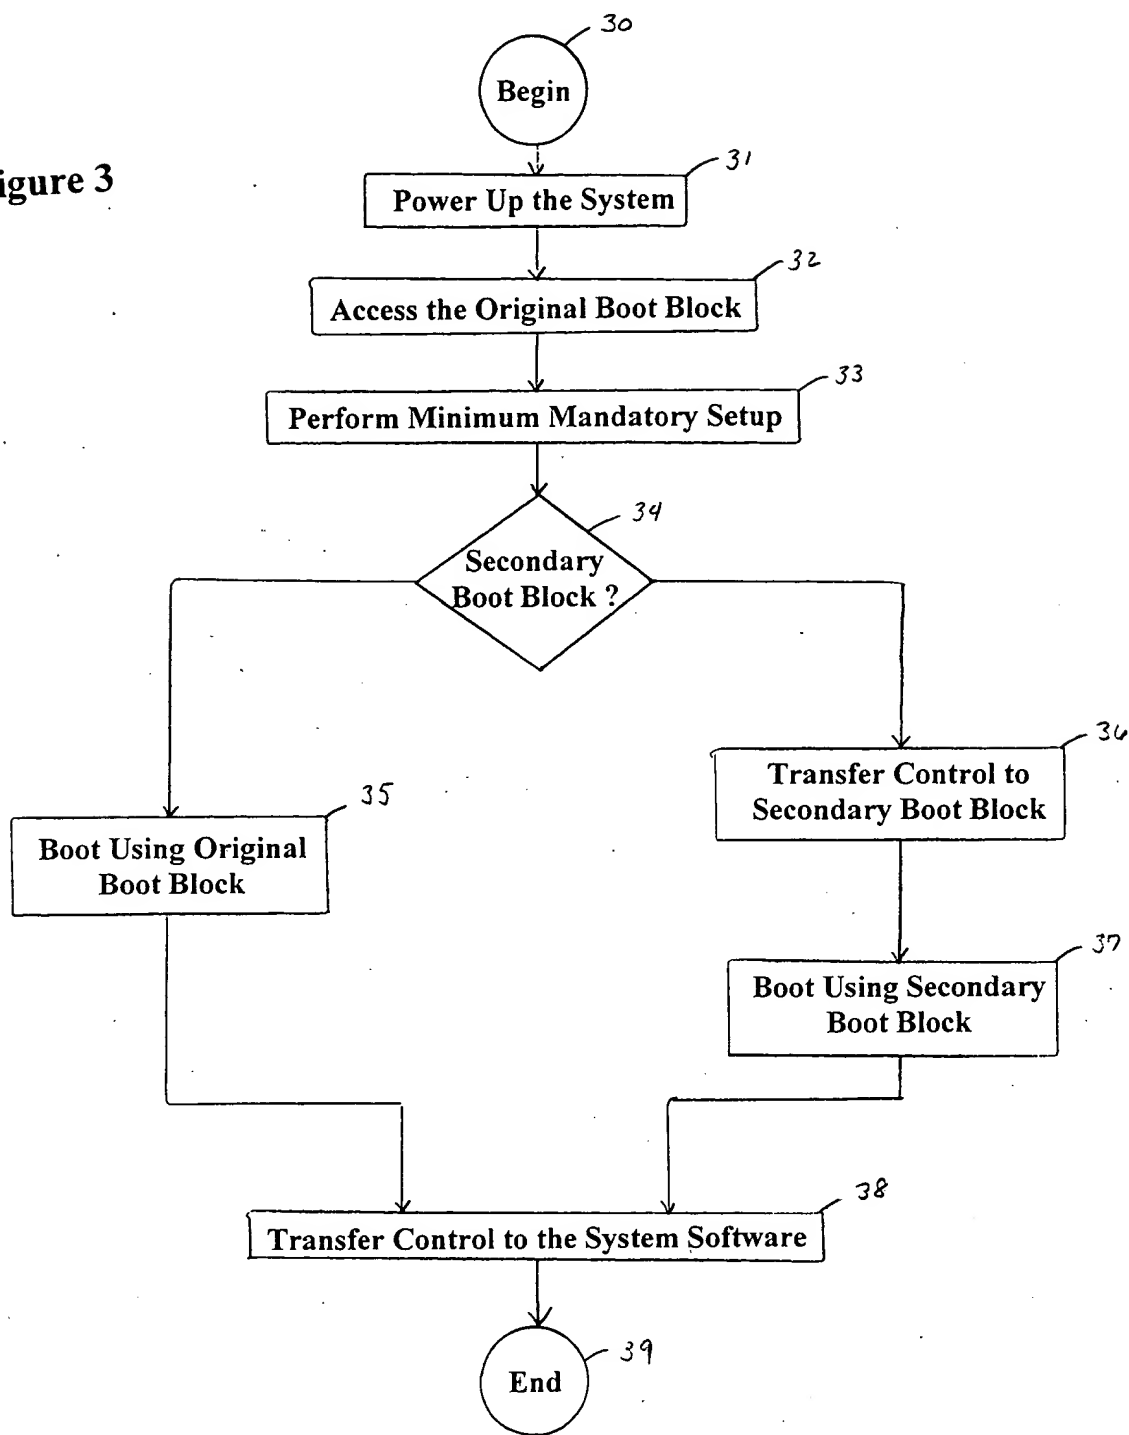 30
Begin
igure 3
31
Power Up the System
32
Access the Original Boot Block
33
Perform Minimum Mandatory Setup
34
Secondary
Boot Block ?
36
Transfer Control to
Secondary Boot Block
35
Boot Using Original
Boot Block
37
Boot Using Secondary
Boot Block
38
Transfer Control to the System Software
39
End